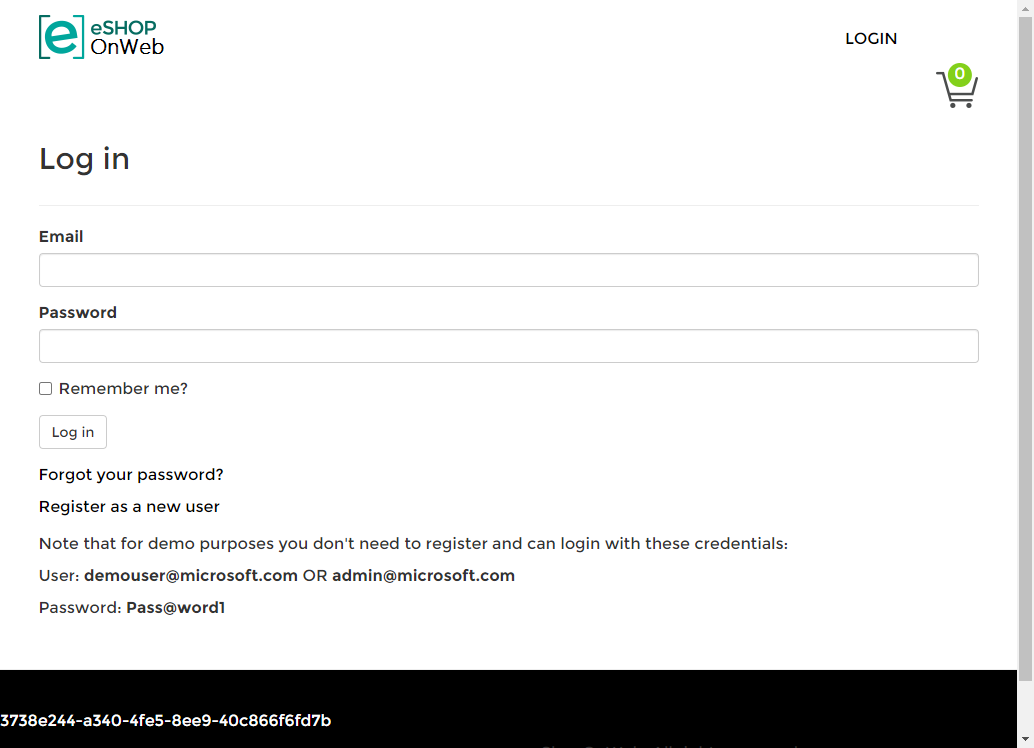 eSHOP
OnWeb
LOGIN
0
Log in
Email
Password
Remember me?
Log in
Forgot your password?
Register as a new user
Note that for demo purposes you don't need to register and can login with these credentials:
User: demouser@microsoft.com OR admin@microsoft.com
Password: Pass@word1
3738e244-a340-4fe5-8ee9-40c866f6fd7b